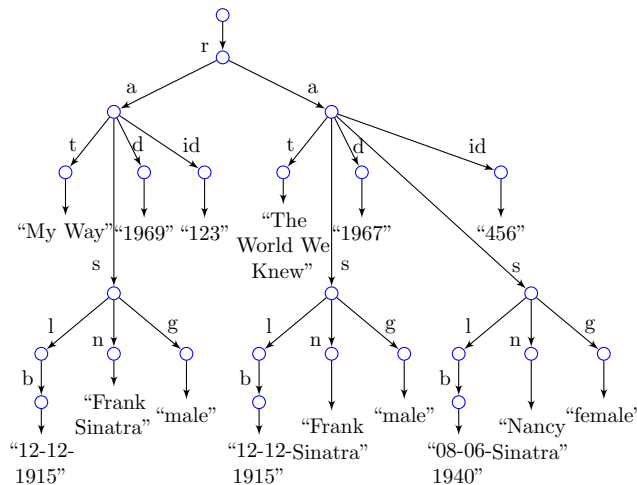 r
a
a
t
d
id
t
d
id
“My Way”
“1969”
“123”
“The
World We
Knew”
“1967”
“456”
s
s
s
l
n
g
l
n
g
l
n
g
b
b
b
“Frank
Sinatra”
“male”
“Frank
Sinatra”
“male”
“Nancy
Sinatra”
“female”
“12-12-
1915”
“12-12-
1915”
“08-06-
1940”